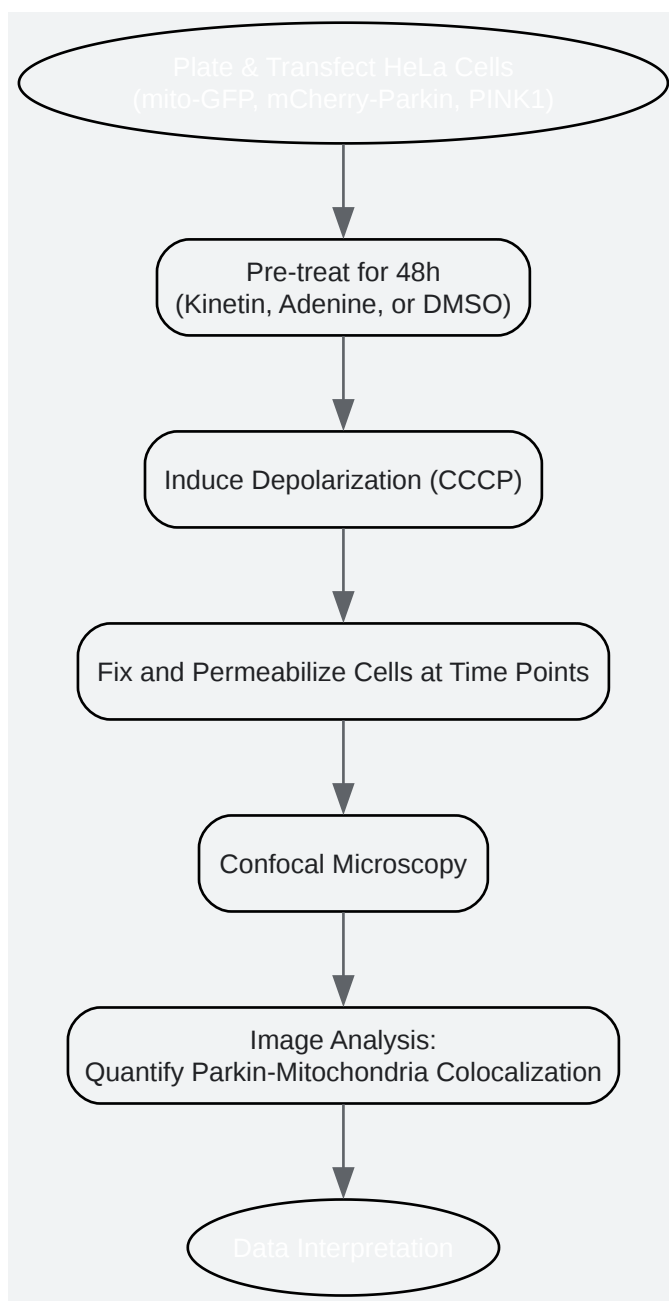 Plate & Transfect HeLa Cells
(mito-GFP, mCherry-Parkin, PINK1)
Pre-treat for 48h
(Kinetin, Adenine, or DMSO)
Induce Depolarization (CCCP)
Fix and Permeabilize Cells at Time Points
Confocal Microscopy
Image Analysis:
Quantify Parkin-Mitochondria Colocalization
Data Interpretation